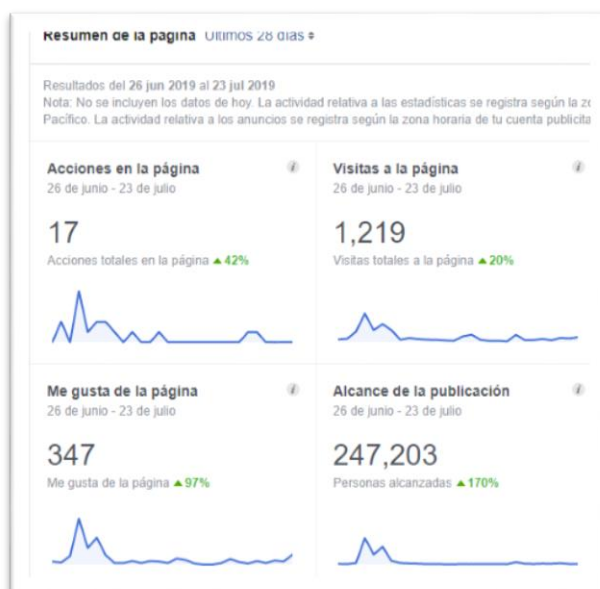 Resumen de la página Últimos 28 días
Resultados del 26 jun 2019 al 23 jul 2019
Nota: No se incluyen los datos de hoy. La actividad relativa a las estadísticas se registra según la
Pacífico. La actividad relativa a los anuncios se registra según la zona horaria de tu cuenta
Acciones en la página
26 de junio - 23 de julio
17
Acciones totales en la página ▲ 42%
Visitas a la página
26 de junio - 23 de julio
1,219
Visitas totales a la página ▲ 20%
Me gusta de la página
26 de junio - 23 de julio
347
Me gusta de la página ▲ 97%
Alcance de la publicación
26 de junio - 23 de julio
247,203
Personas alcanzadas ▲ 170%